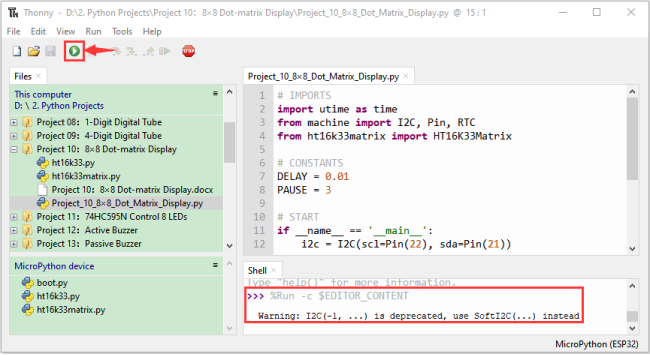 Thonny - D:\ 2. Python Projects\Project 10: 8×8 Dot-matrix Display\Project_10_8×8_Dot_Matrix_Display.py @ 15 : 1
File Edit View Run Tools Help
STOP
Files ×
This computer
D: \ 2. Python Projects
Project 08: 1-Digit Digital Tube
Project 09: 4-Digit Digital Tube
Project 10: 8×8 Dot-matrix Display
ht16k33.py
ht16k33matrix.py
Project 10: 8×8 Dot-matrix Display.docx
Project_10_8×8_Dot_Matrix_Display.py
Project 11: 74HC595N Control 8 LEDs
Project 12: Active Buzzer
Project 13: Passive Buzzer
MicroPython device
boot.py
ht16k33.py
ht16k33matrix.py
Project_10_8×8_Dot_Matrix_Display.py ×
1 # IMPORTS
2 import utime as time
3 from machine import I2C, Pin, RTC
4 from ht16k33matrix import HT16K33Matrix
5
6 # CONSTANTS
7 DELAY = 0.01
8 PAUSE = 3
9
10 # START
11 if __name__ == '__main__':
12 i2c = I2C(scl=Pin(22), sda=Pin(21))
Shell ×
Type "help()" for more information.
>>> %Run -c $EDITOR_CONTENT
Warning: I2C(-1, ...) is deprecated, use SoftI2C(...) instead
MicroPython (ESP32)